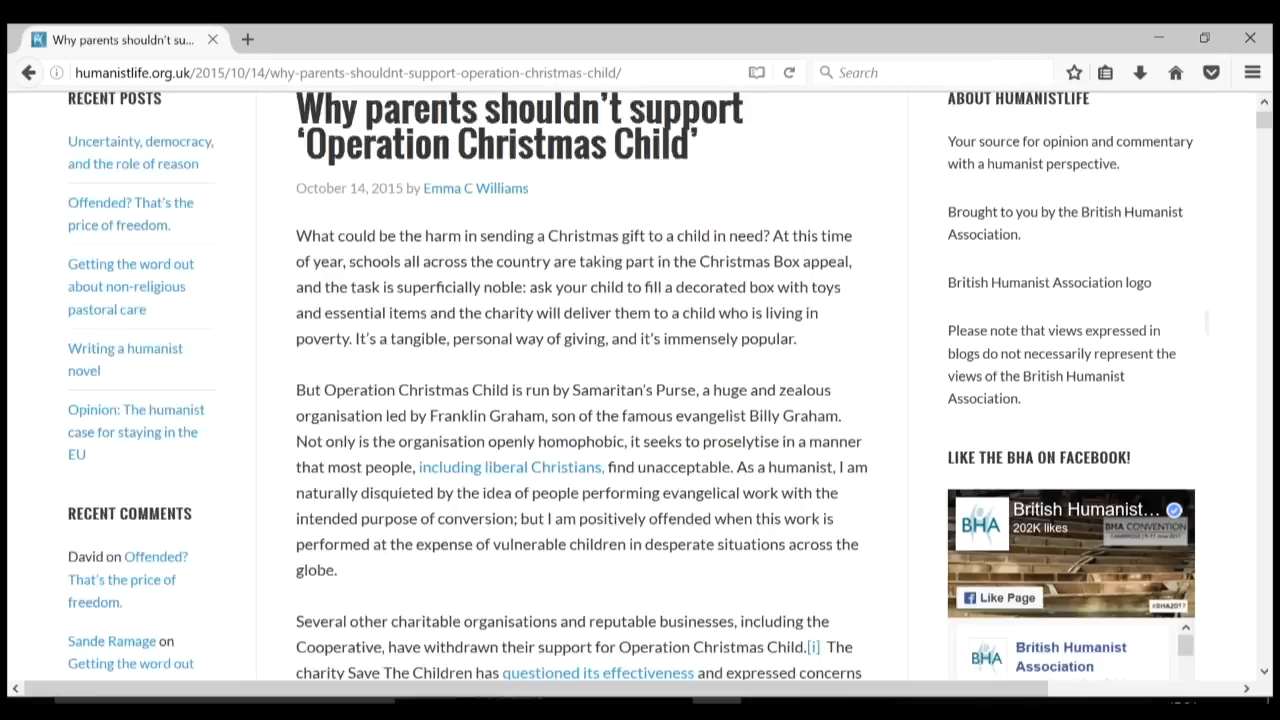 Why parents shouldn't su...
humanistlife.org.uk/2015/10/14/why-parents-shouldnt-support-operation-christmas-child/
Search
RECENT POSTS
Uncertainty, democracy,
and the role of reason
Offended? That's the
price of freedom.
Getting the word out
about non-religious
pastoral care
Writing a humanist
novel
Opinion: The humanist
case for staying in the
EU
RECENT COMMENTS
David on Offended?
That's the price of
freedom.
Sande Ramage on
Getting the word out
Why parents shouldn't support
'Operation Christmas Child'
October 14, 2015 by Emma C Williams
What could be the harm in sending a Christmas gift to a child in need? At this time
of year, schools all across the country are taking part in the Christmas Box appeal,
and the task is superficially noble: ask your child to fill a decorated box with toys
and essential items and the charity will deliver them to a child who is living in
poverty. It's a tangible, personal way of giving, and it's immensely popular.
But Operation Christmas Child is run by Samaritan's Purse, a huge and zealous
organisation led by Franklin Graham, son of the famous evangelist Billy Graham.
Not only is the organisation openly homophobic, it seeks to proselytise in a manner
that most people, including liberal Christians, find unacceptable. As a humanist, I am
naturally disquieted by the idea of people performing evangelical work with the
intended purpose of conversion; but I am positively offended when this work is
performed at the expense of vulnerable children in desperate situations across the
globe.
Several other charitable organisations and reputable businesses, including the
Cooperative, have withdrawn their support for Operation Christmas Child.[i] The
charity Save The Children has questioned its effectiveness and expressed concerns
ABOUT HUMANISTLIFE
Your source for opinion and commentary
with a humanist perspective.
Brought to you by the British Humanist
Association.
British Humanist Association logo
Please note that views expressed in
blogs do not necessarily represent the
views of the British Humanist
Association.
LIKE THE BHA ON FACEBOOK!
BHA
British Humanist...
202K likes
BHA CONVENTION
Like Page
#BHA2017
BHA
British Humanist
Association